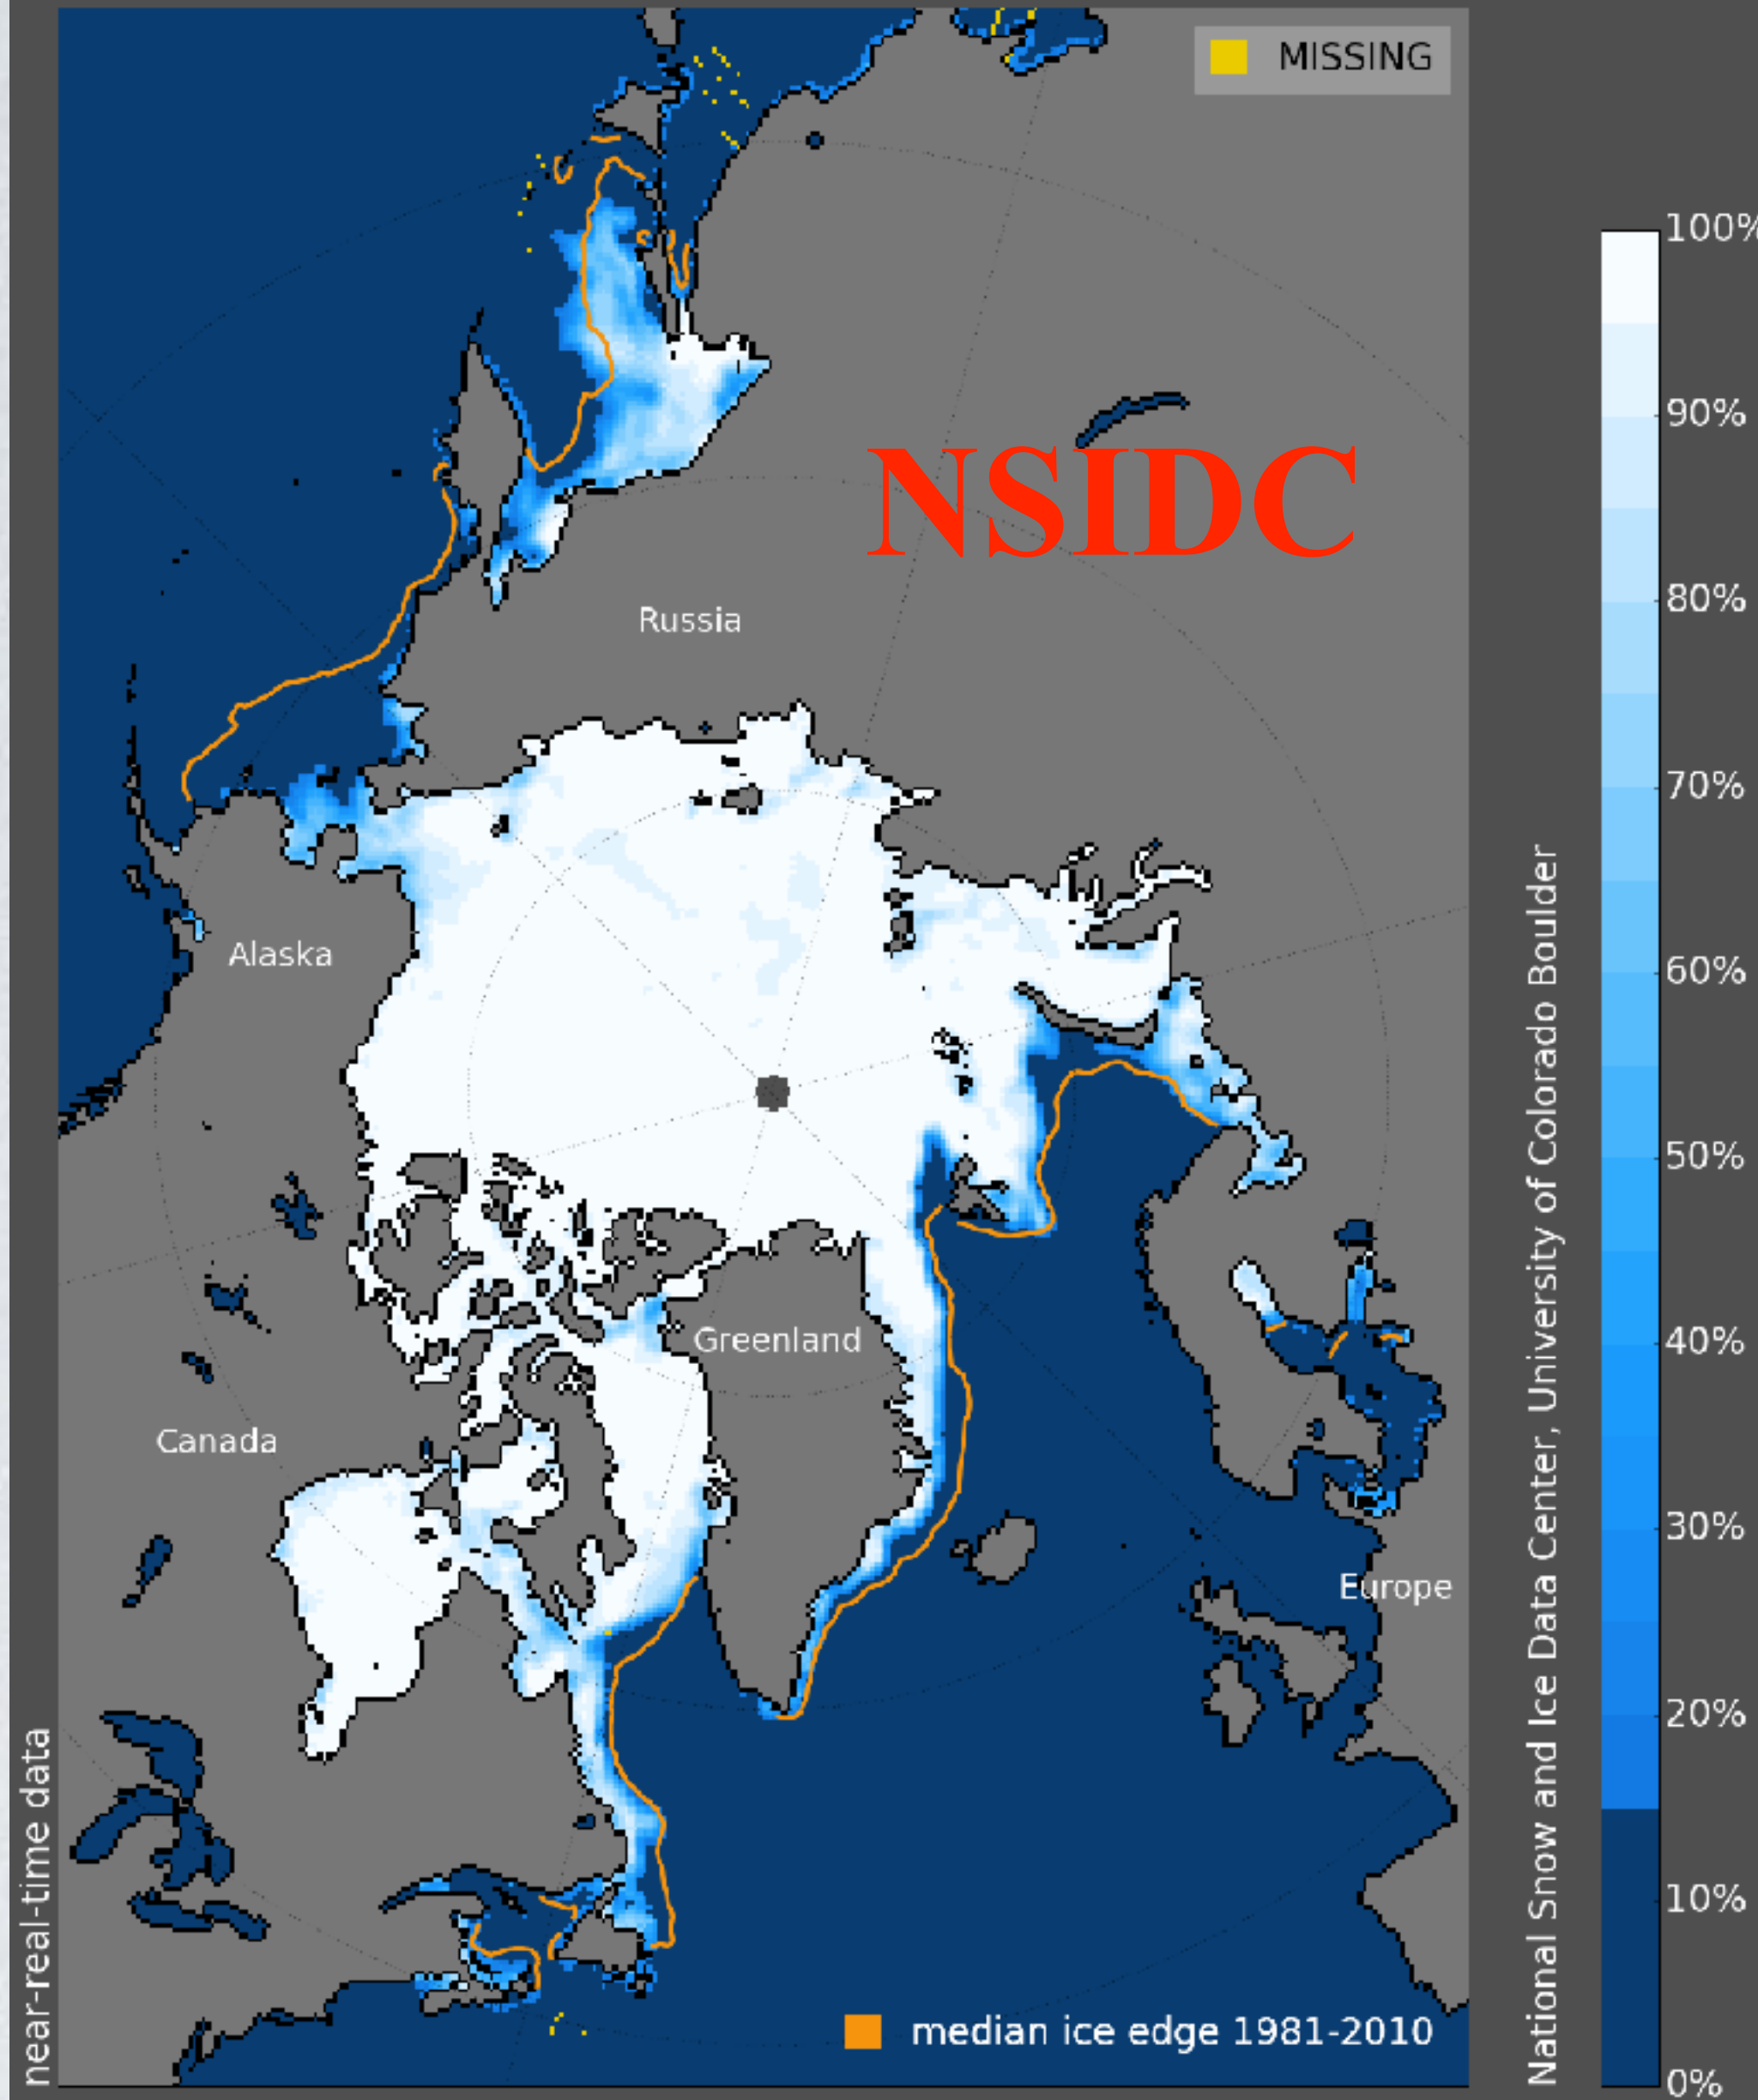 MISSING
100%
90%
80%
70%
60%
50%
40%
30%
20%
10%
0%
NSIDC
Russia
Alaska
Greenland
Canada
Europe
median ice edge 1981-2010
near-real-time data
National Snow and Ice Data Center, University of Colorado Boulder